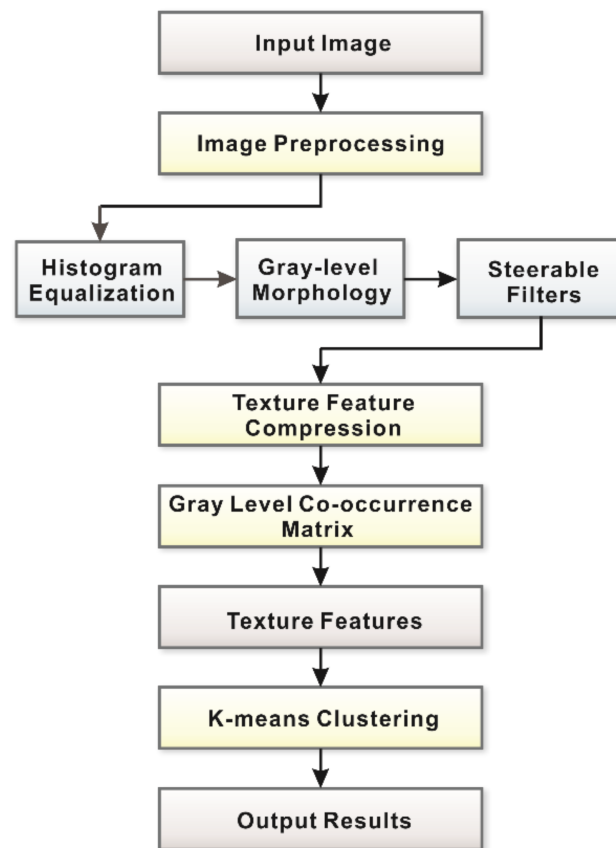 Input Image
Image Preprocessing
Histogram
Equalization
Gray-level
Morphology
Steerable
Filters
Texture Feature
Compression
Gray Level Co-occurrence
Matrix
Texture Features
K-means Clustering
Output Results